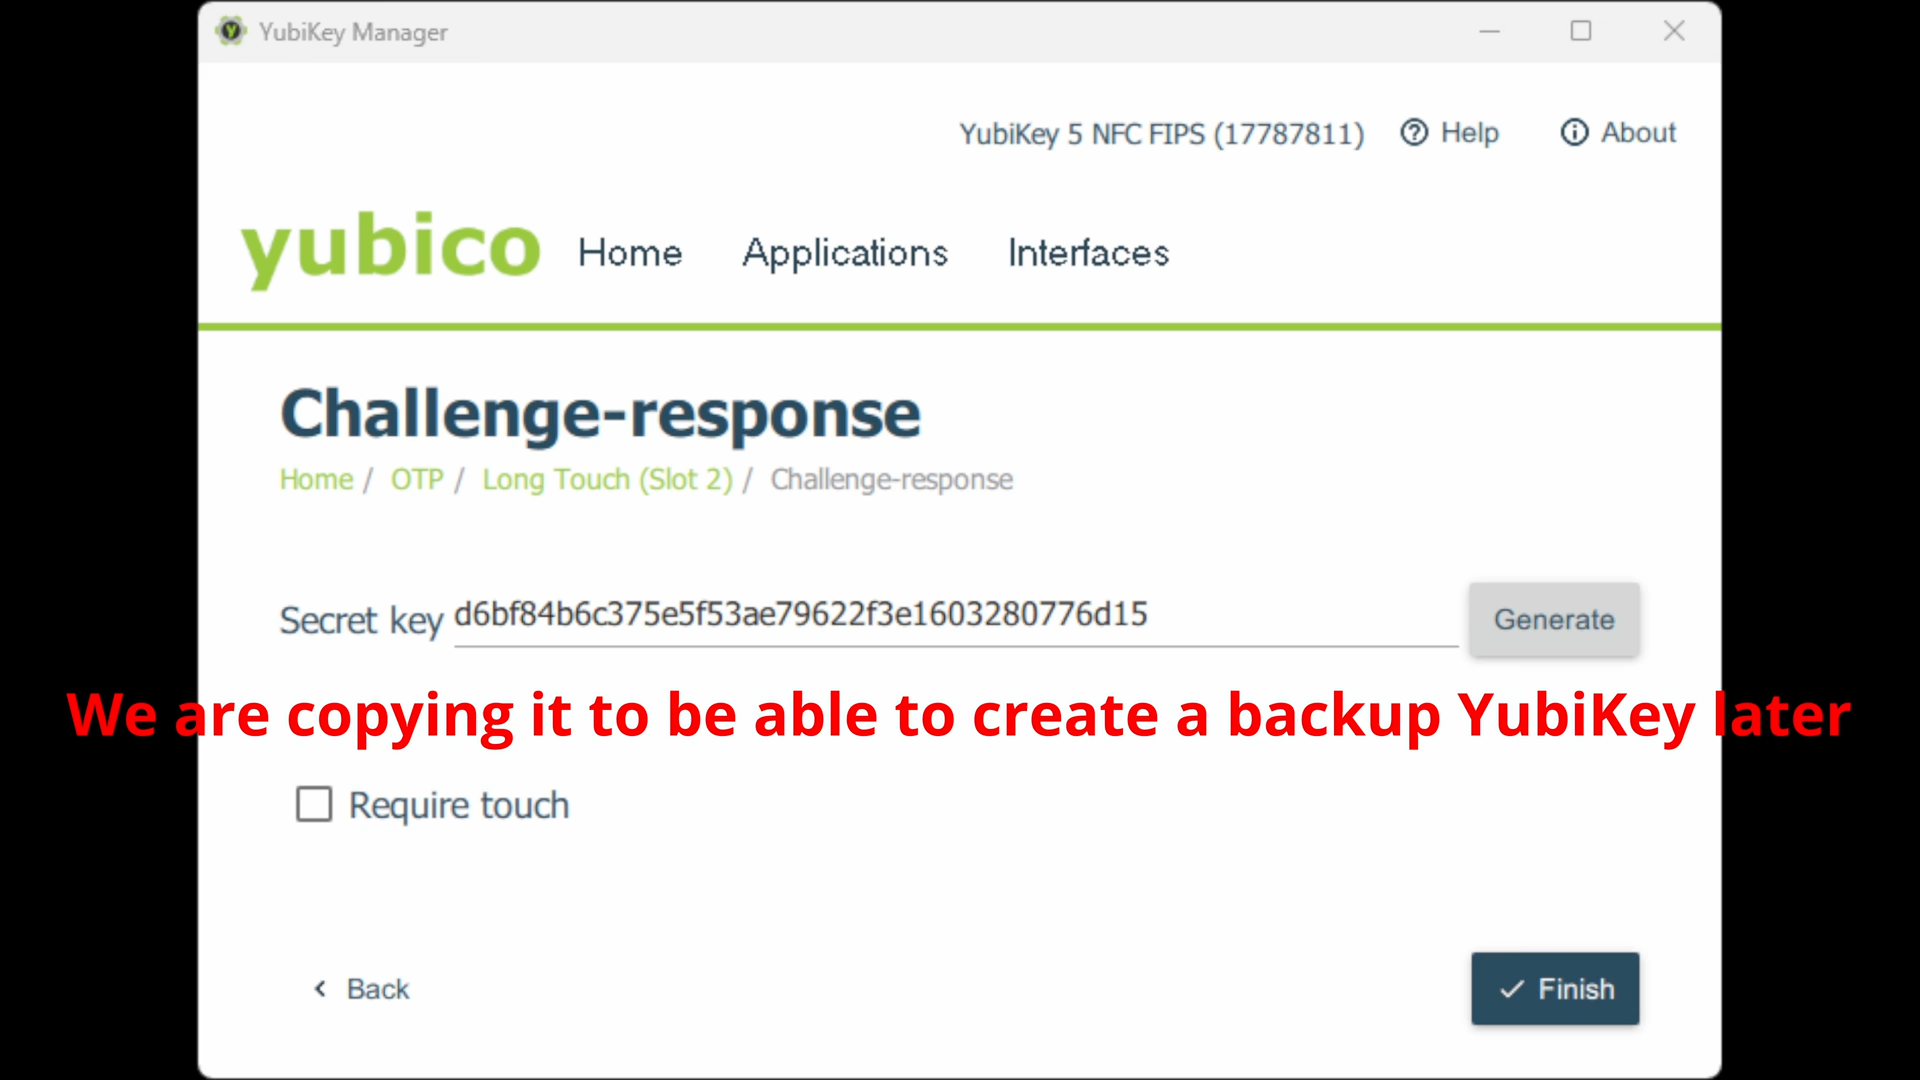 YubiKey Manager
YubiKey 5 NFC FIPS (17787811) Help About
yubico Home Applications Interfaces
Challenge-response
Home / OTP / Long Touch (Slot 2) / Challenge-response
Secret key d6bf84b6c375e5f53ae79622f3e1603280776d15 Generate
We are copying it to be able to create a backup YubiKey later
Require touch
Back Finish